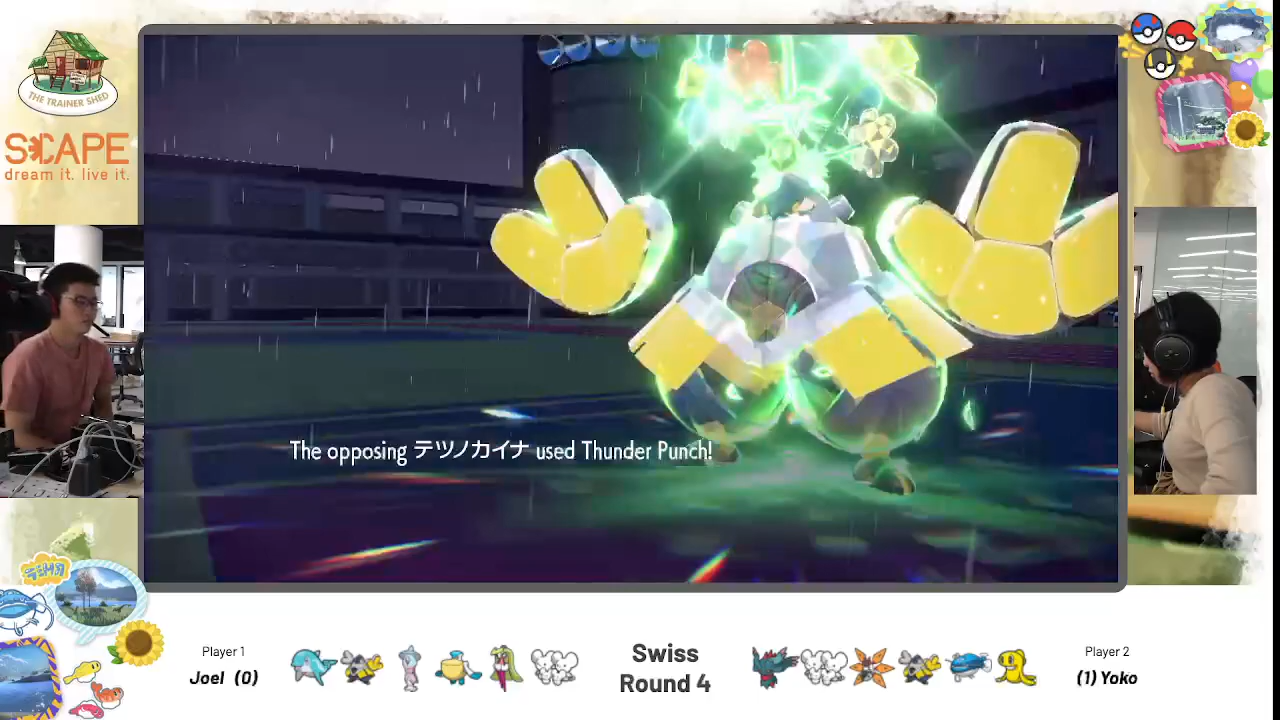 THE TRAINER SHED
SCAPE
dream it. live it.
The opposing テツノカイナ used Thunder Punch!
Player 1
Joel (0)
Swiss
Round 4
Player 2
(1) Yoko